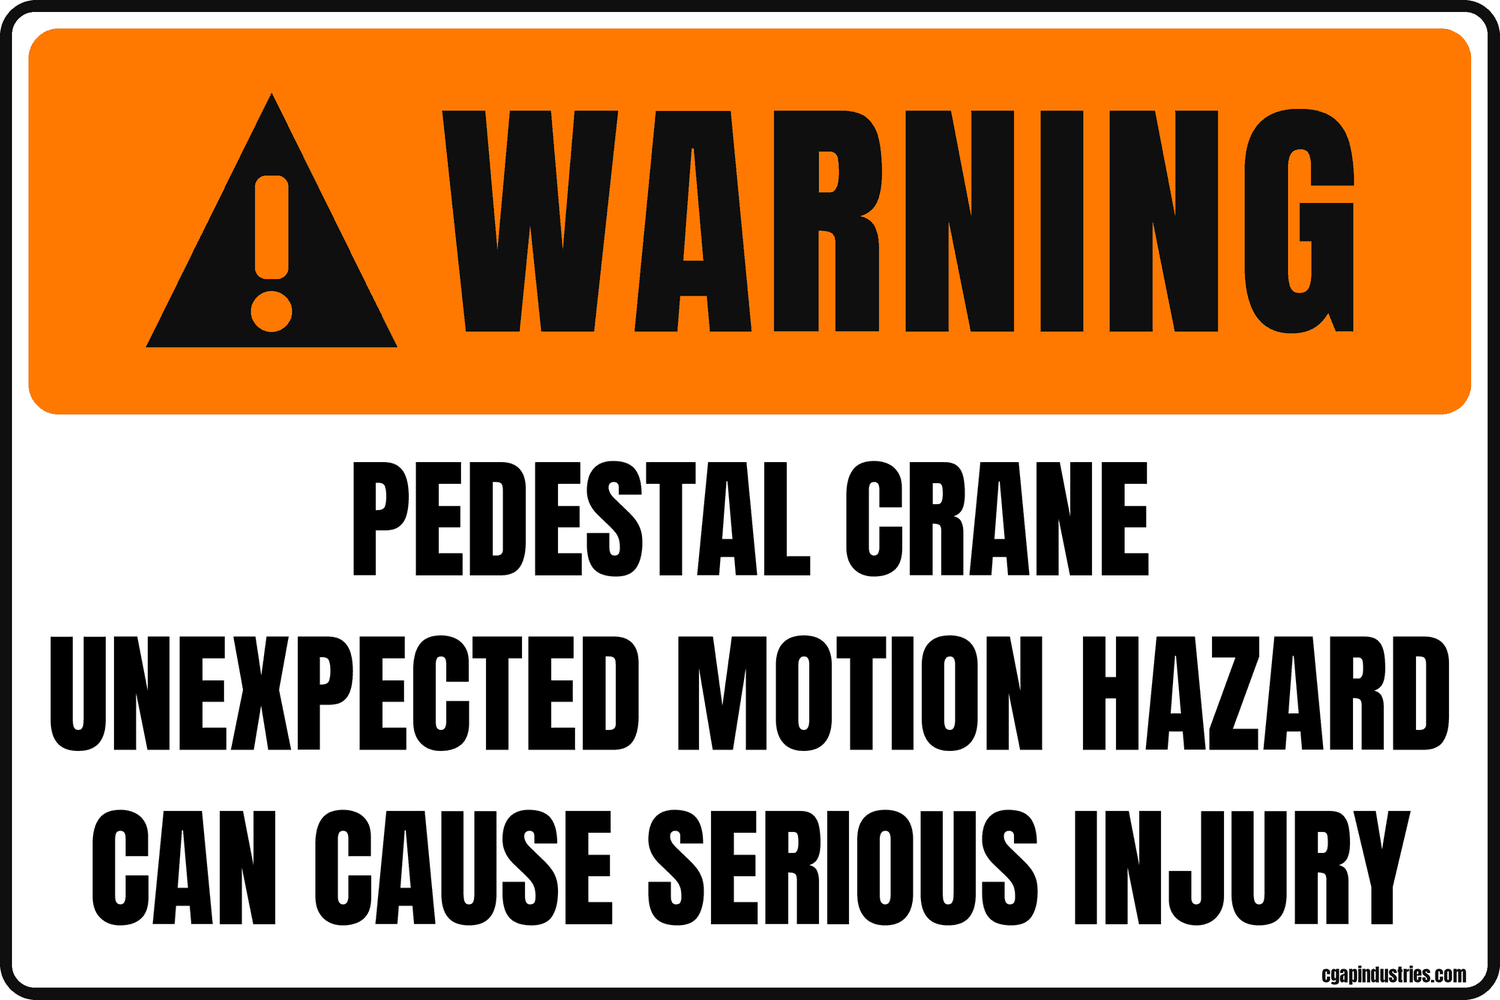 WARNING
PEDESTAL CRANE
UNEXPECTED MOTION HAZARD
CAN CAUSE SERIOUS INJURY
cgapindustries.com